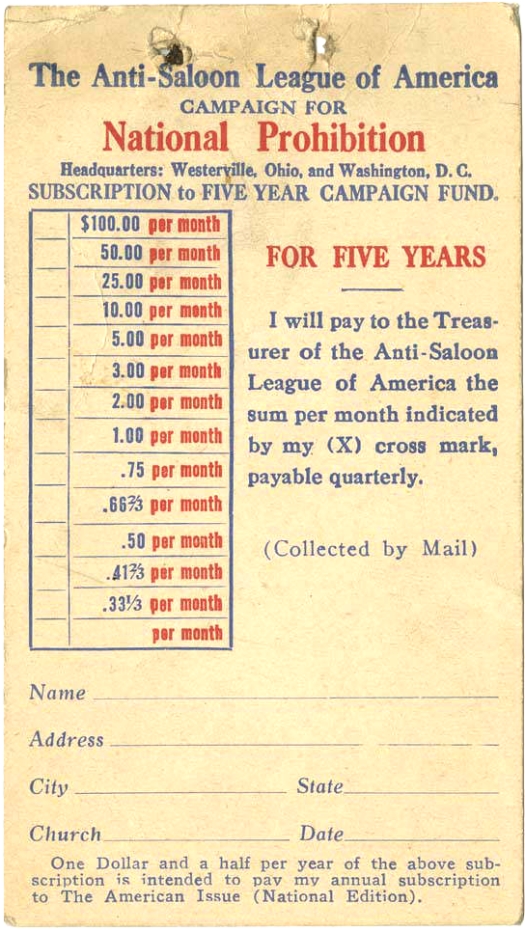 The Anti-Saloon League of America
CAMPAIGN FOR
National Prohibition
Headquarters: Westerville, Ohio, and Washington, D. C.
SUBSCRIPTION to FIVE YEAR CAMPAIGN FUND.
$100.00 per month
50.00 per month
25.00 per month
10.00 per month
5.00 per month
3.00 per month
2.00 per month
1.00 per month
.75 per month
.66⅔ per month
.50 per month
.41⅔ per month
.33⅓ per month
per month
FOR FIVE YEARS
I will pay to the Treas-
urer of the Anti-Saloon
League of America the
sum per month indicated
by my (X) cross mark,
payable quarterly.
(Collected by Mail)
Name
Address
City State
Church Date
One Dollar and a half per year of the above sub-
scription is intended to pay my annual subscription
to The American Issue (National Edition).